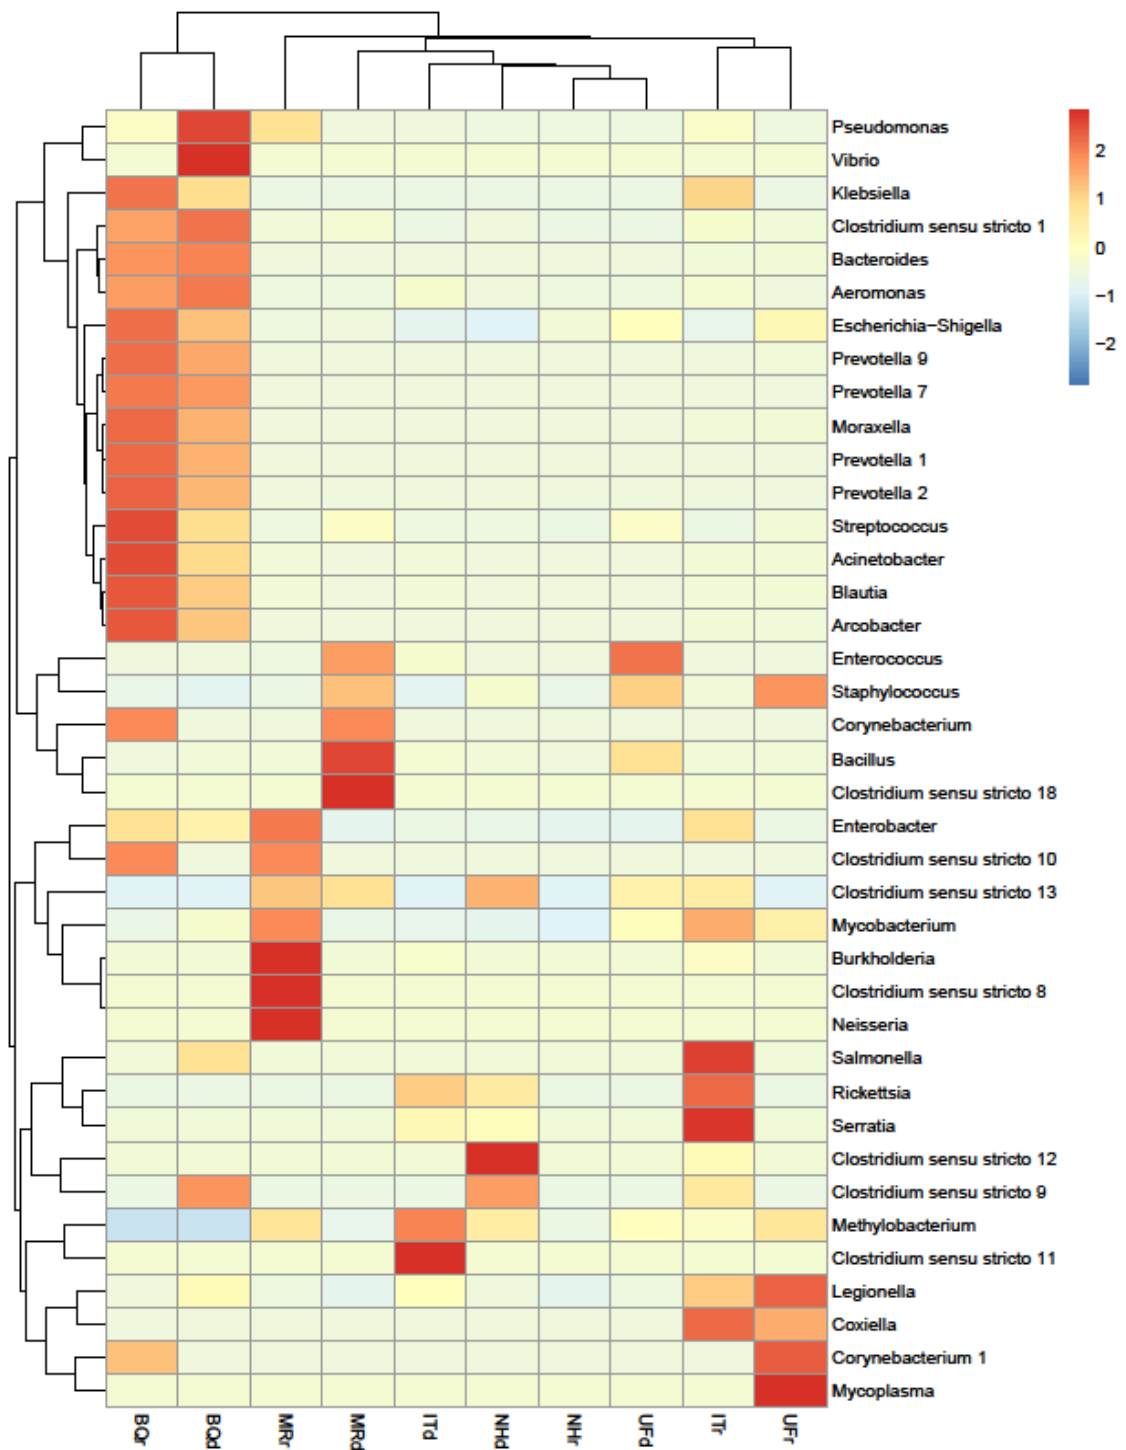 Pseudomonas
Vibrio
Klebsiella
Clostridium sensu stricto 1
Bacteroides
Aeromonas
Escherichia−Shigella
Prevotella 9
Prevotella 7
Moraxella
Prevotella 1
Prevotella 2
Streptococcus
Acinetobacter
Blautia
Arcobacter
Enterococcus
Staphylococcus
Corynebacterium
Bacillus
Clostridium sensu stricto 18
Enterobacter
Clostridium sensu stricto 10
Clostridium sensu stricto 13
Mycobacterium
Burkholderia
Clostridium sensu stricto 8
Neisseria
Salmonella
Rickettsia
Serratia
Clostridium sensu stricto 12
Clostridium sensu stricto 9
Methylobacterium
Clostridium sensu stricto 11
Legionella
Coxiella
Corynebacterium 1
Mycoplasma
2
1
0
−1
−2
BQr
BQd
MRr
MRd
ITd
NHd
NHr
UFd
ITr
UFr